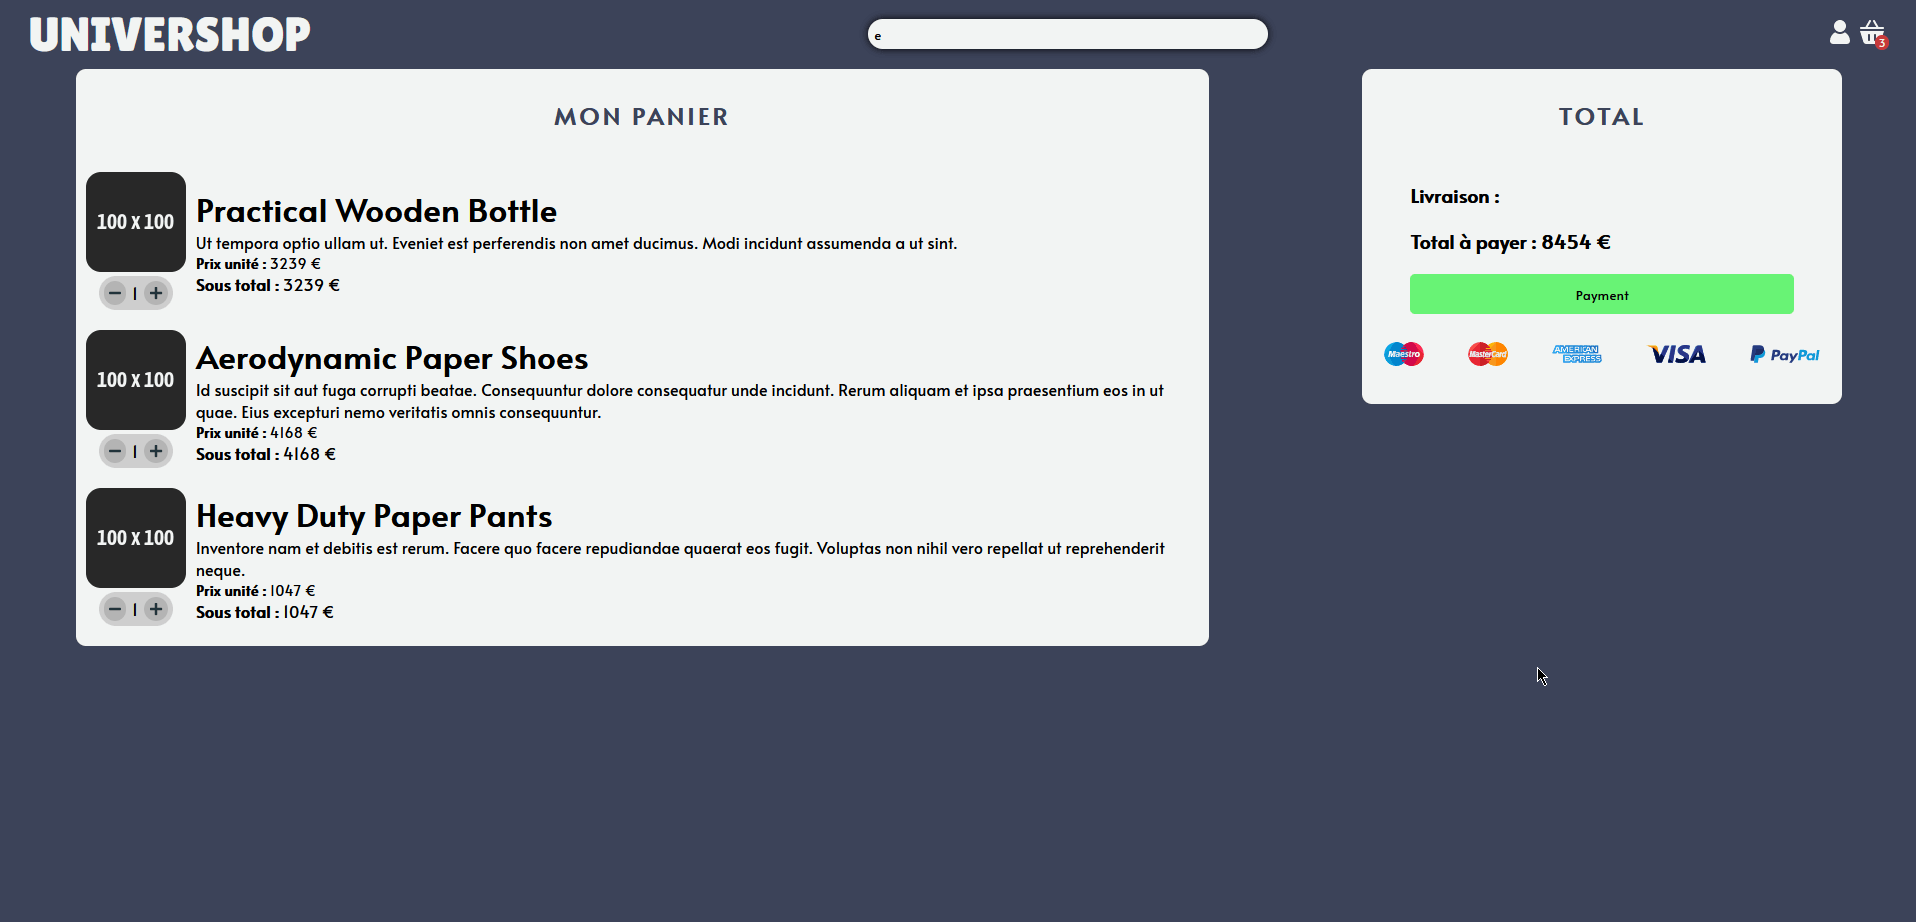 UNIVERSHOP
e
3
MON PANIER
100 x 100
Practical Wooden Bottle
Ut tempora optio ullam ut. Eveniet est perferendis non amet ducimus. Modi incidunt assumenda a ut sint.
Prix unité : 3239 €
Sous total : 3239 €
1
100 x 100
Aerodynamic Paper Shoes
Id suscipit sit aut fuga corrupti beatae. Consequuntur dolore consequatur unde incidunt. Rerum aliquam et ipsa praesentium eos in ut
quae. Eius excepturi nemo veritatis omnis consequuntur.
Prix unité : 4168 €
Sous total : 4168 €
1
100 x 100
Heavy Duty Paper Pants
Inventore nam et debitis est rerum. Facere quo facere repudiandae quaerat eos fugit. Voluptas non nihil vero repellat ut reprehenderit
neque.
Prix unité : 1047 €
Sous total : 1047 €
1
TOTAL
Livraison :
Total à payer : 8454 €
Payment
Maestro MasterCard AMERICAN EXPRESS VISA PayPal